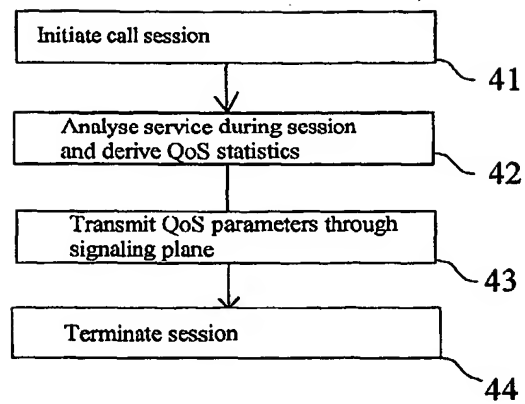 Initiate call session
41
Analyse service during session
and derive QoS statistics
42
Transmit QoS parameters through
signaling plane
43
Terminate session
44